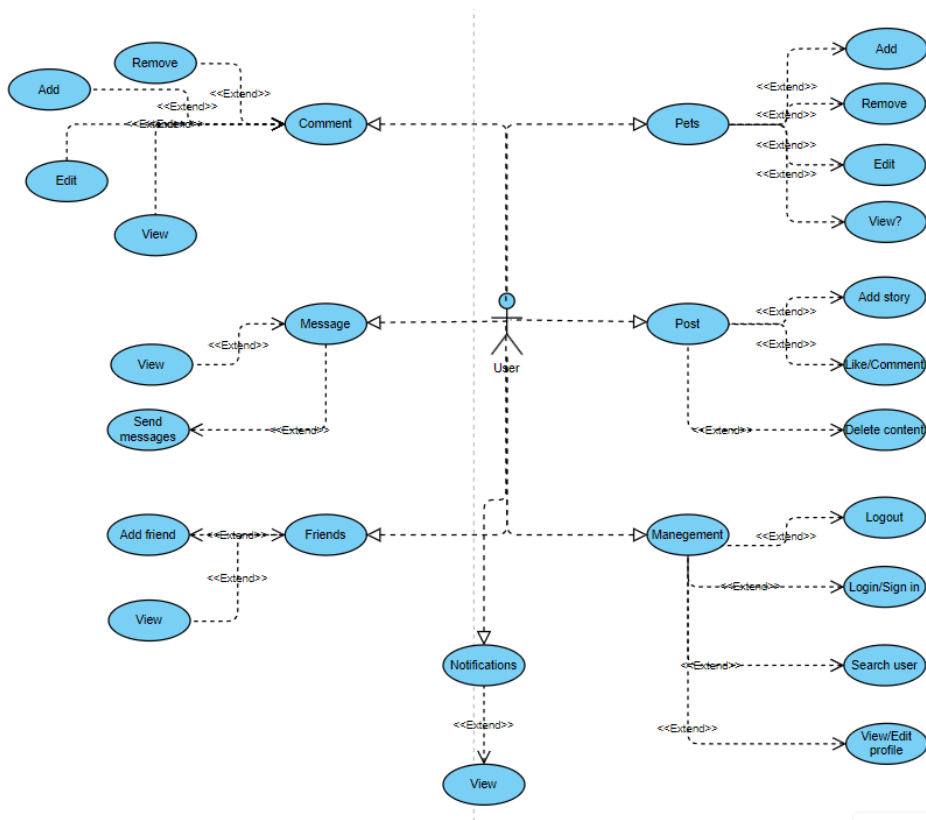 Remove
Add
<<Extend>>
<<Extend>>
<<Extend>>
<<Extend>>
Comment
Edit
View
Pets
Add
<<Extend>>
Remove
<<Extend>>
<<Extend>>
Edit
<<Extend>>
View?
Message
<<Extend>>
View
Send
messages
<<Extend>>
User
Post
Add story
<<Extend>>
<<Extend>>
Like/Comment
<<Extend>>
Delete content
Add friend
<<Extend>>
Friends
<<Extend>>
View
Manegement
Logout
<<Extend>>
<<Extend>>
Login/Sign in
<<Extend>>
Search user
<<Extend>>
View/Edit
profile
Notifications
<<Extend>>
View